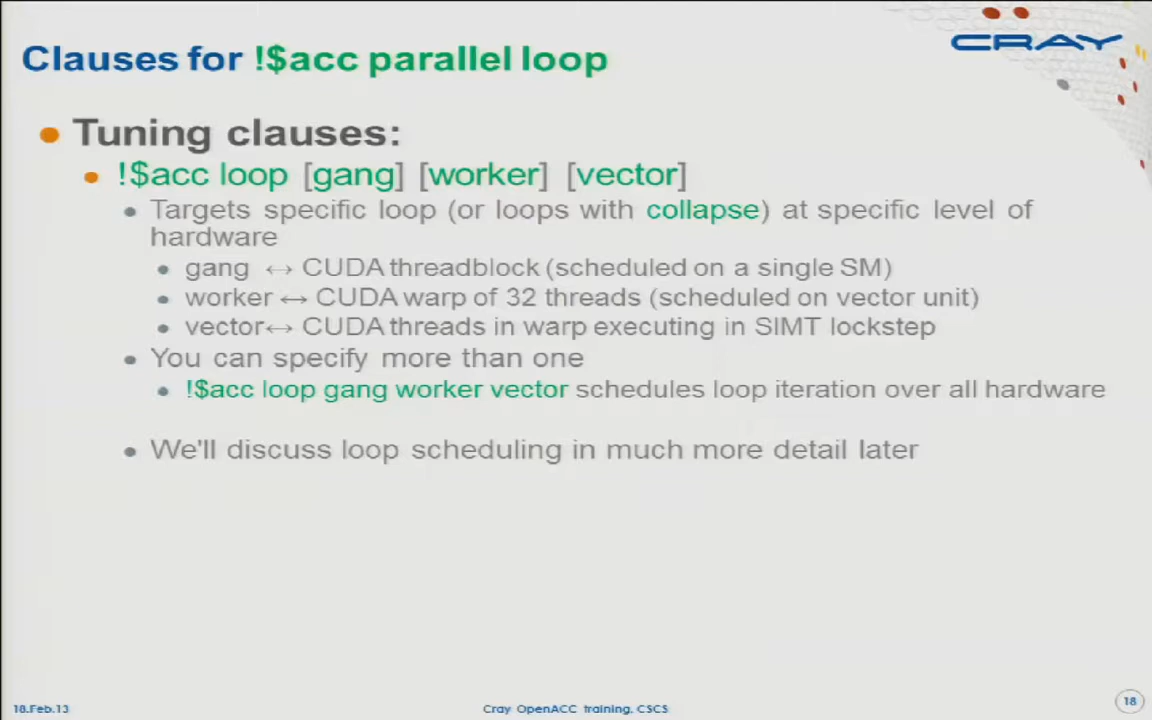 CRAY
Clauses for !$acc parallel loop
Tuning clauses:
!$acc loop [gang] [worker] [vector]
Targets specific loop (or loops with collapse) at specific level of
hardware
gang ↔ CUDA threadblock (scheduled on a single SM)
worker ↔ CUDA warp of 32 threads (scheduled on vector unit)
vector↔ CUDA threads in warp executing in SIMT lockstep
You can specify more than one
!$acc loop gang worker vector schedules loop iteration over all hardware
We'll discuss loop scheduling in much more detail later
18.Feb.13
Cray OpenACC training, CSCS
18